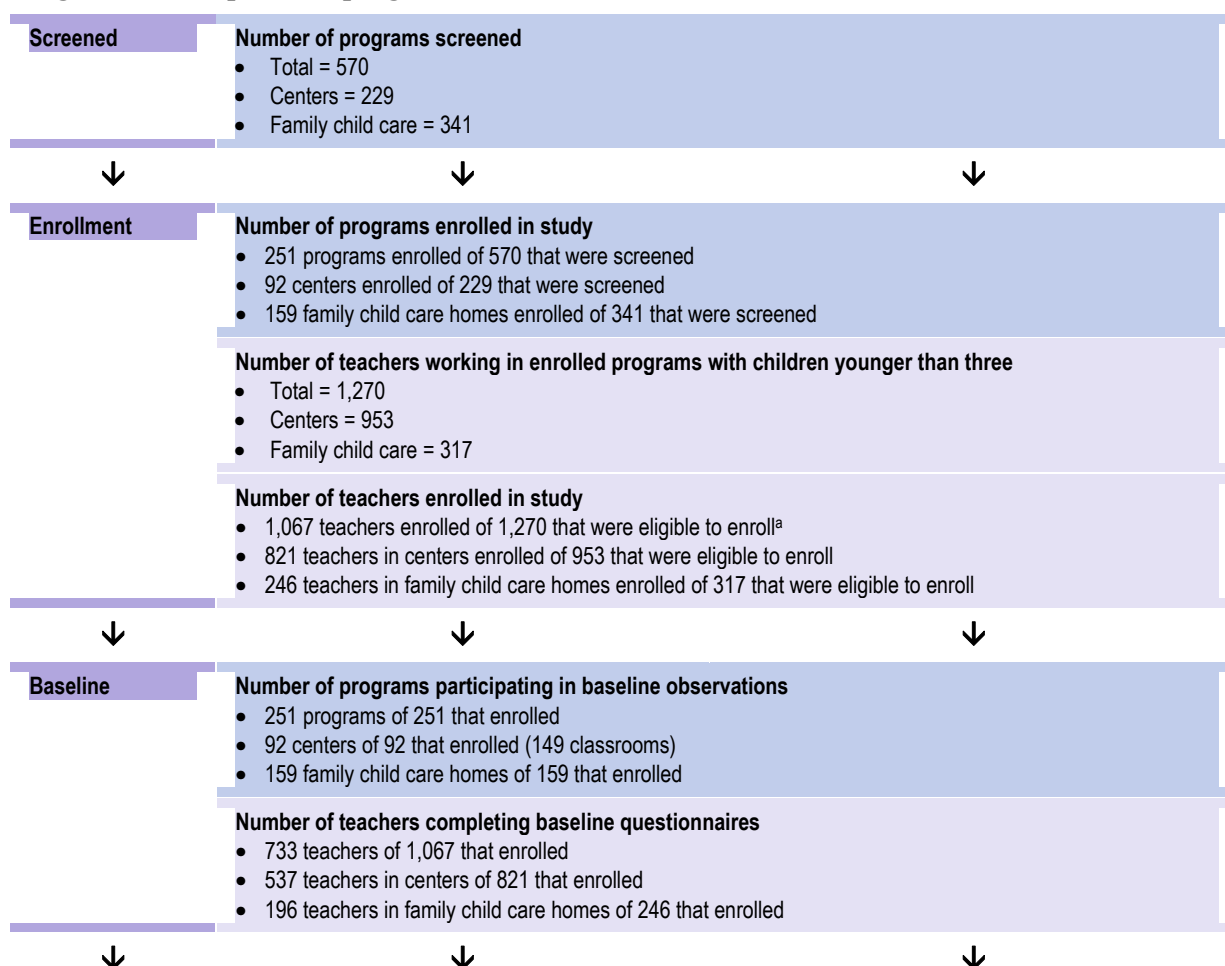 Screened
Number of programs screened
• Total = 570
• Centers = 229
• Family child care = 341
↓ ↓ ↓
Enrollment
Number of programs enrolled in study
• 251 programs enrolled of 570 that were screened
• 92 centers enrolled of 229 that were screened
• 159 family child care homes enrolled of 341 that were screened
Number of teachers working in enrolled programs with children younger than three
• Total = 1,270
• Centers = 953
• Family child care = 317
Number of teachers enrolled in study
• 1,067 teachers enrolled of 1,270 that were eligible to enrollᵃ
• 821 teachers in centers enrolled of 953 that were eligible to enroll
• 246 teachers in family child care homes enrolled of 317 that were eligible to enroll
↓ ↓ ↓
Baseline
Number of programs participating in baseline observations
• 251 programs of 251 that enrolled
• 92 centers of 92 that enrolled (149 classrooms)
• 159 family child care homes of 159 that enrolled
Number of teachers completing baseline questionnaires
• 733 teachers of 1,067 that enrolled
• 537 teachers in centers of 821 that enrolled
• 196 teachers in family child care homes of 246 that enrolled
↓ ↓ ↓